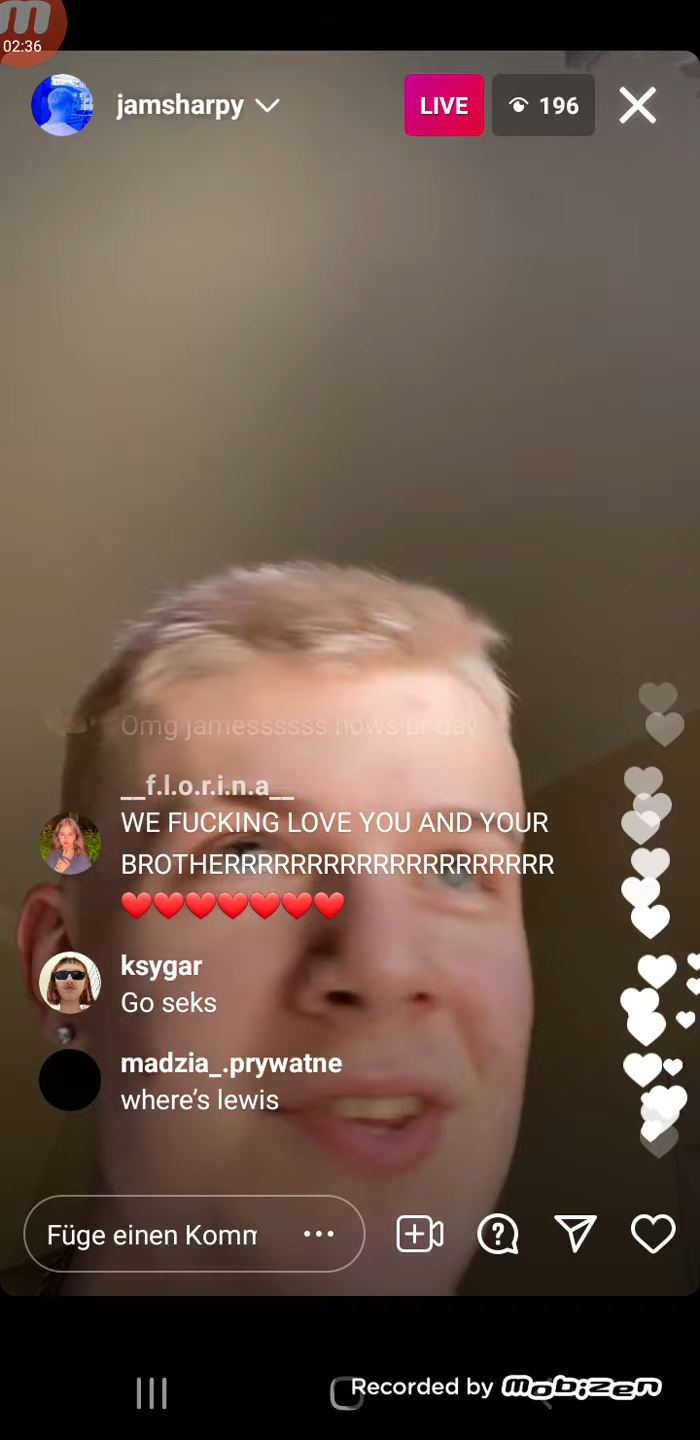 02:36
jamsharpy
LIVE
196
Omg jamessssss hows ur day
__f.l.o.r.i.n.a__
WE FUCKING LOVE YOU AND YOUR
BROTHERRRRRRRRRRRRRRRRRRRR
❤️❤️❤️❤️❤️❤️❤️
ksygar
Go seks
madzia_.prywatne
where’s lewis
Füge einen Komm
Recorded by mobizen